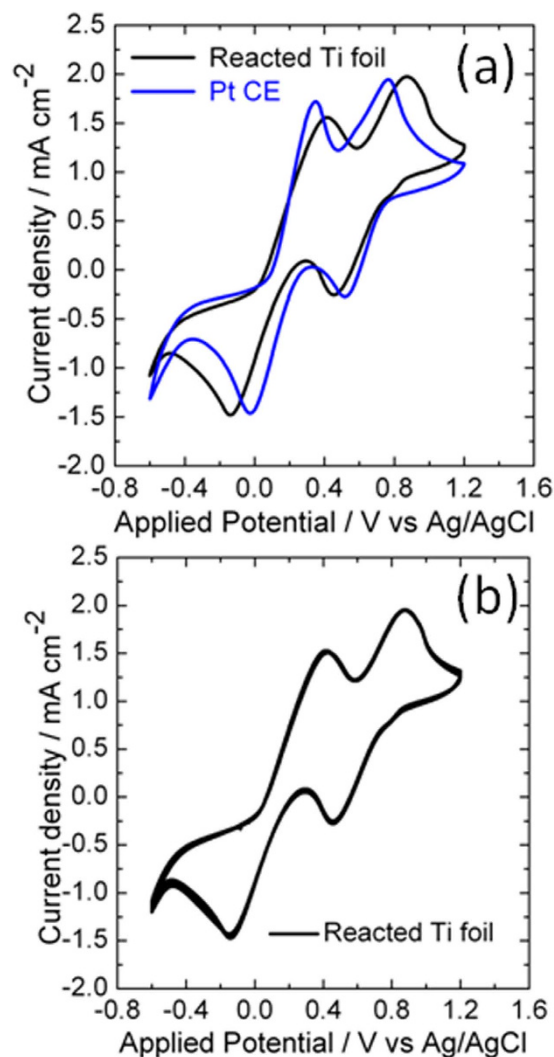 (a)
Reacted Ti foil
Pt CE
2.5
2.0
1.5
1.0
0.5
0.0
-0.5
-1.0
-1.5
-2.0
Current density / mA cm⁻²
-0.8 -0.4 0.0 0.4 0.8 1.2 1.6
Applied Potential / V vs Ag/AgCl
(b)
2.5
2.0
1.5
1.0
0.5
0.0
-0.5
-1.0
-1.5
-2.0
Current density / mA cm⁻²
Reacted Ti foil
-0.8 -0.4 0.0 0.4 0.8 1.2 1.6
Applied Potential / V vs Ag/AgCl